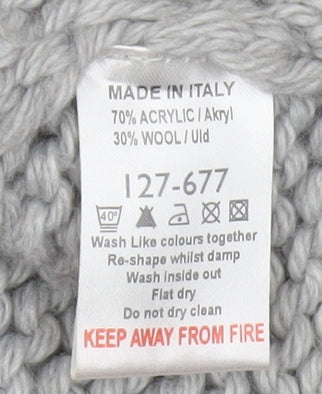 MADE IN ITALY
70% ACRYLIC / Akryl
30% WOOL / Uld
127-677
40°
Wash Like colours together
Re-shape whilst damp
Wash inside out
Flat dry
Do not dry clean
KEEP AWAY FROM FIRE